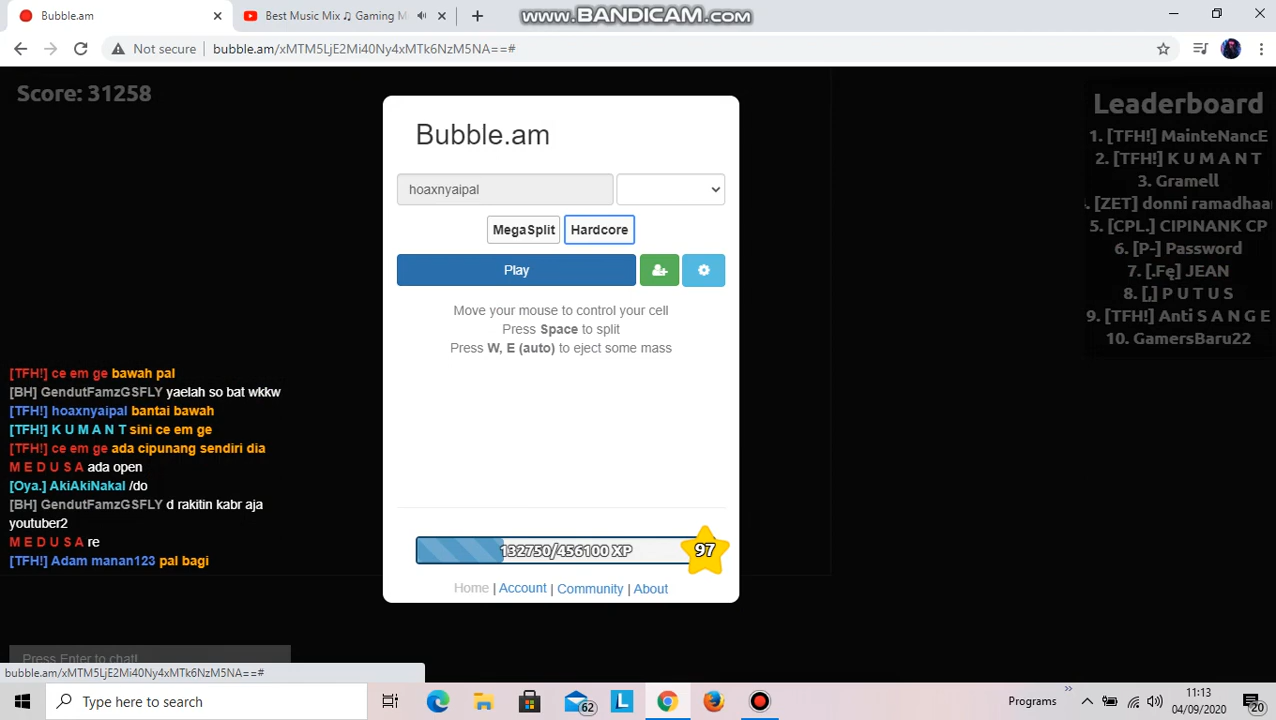 Bubble.am
Best Music Mix ♫ Gaming M
www.BANDICAM.com
Not secure
bubble.am/xMTM5LjE2Mi40Ny4xMTk6NzM5NA==#
Score: 31258
Leaderboard
1. [TFH!] MainteNancE
2. [TFH!] K U M A N T
3. Gramell
4. [ZET] donni ramadhaa
5. [CPL.] CIPINANK CP
6. [P-] Password
7. [.Fę] JEAN
8. [,] P U T U S
9. [TFH!] Anti S A N G E
10. GamersBaru22
Bubble.am
hoaxnyaipal
MegaSplit Hardcore
Play
Move your mouse to control your cell
Press Space to split
Press W, E (auto) to eject some mass
[TFH!] ce em ge bawah pal
[BH] GendutFamzGSFLY yaelah so bat wkkw
[TFH!] hoaxnyaipal bantai bawah
[TFH!] K U M A N T sini ce em ge
[TFH!] ce em ge ada cipunang sendiri dia
M E D U S A ada open
[Oya.] AkiAkiNakal /do
[BH] GendutFamzGSFLY d rakitin kabr aja
youtuber2
M E D U S A re
[TFH!] Adam manan123 pal bagi
132750/456100 XP
97
Home | Account | Community | About
Press Enter to chat!
bubble.am/xMTM5LjE2Mi40Ny4xMTk6NzM5NA==#
Type here to search
62
L
Programs
»
11:13
04/09/2020
20